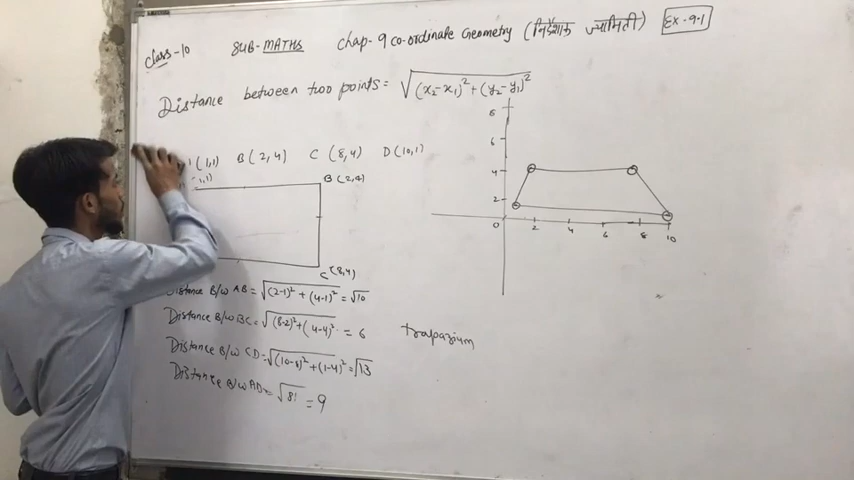 class-10 SUB-MATHS Chap-9 co-ordinale Geometry (निर्देशांक ज्यामिती) EX-9.1
Distance between two points = √(x₂-x₁)²+(y₂-y₁)²
(1,1) B(2,4) C(8,4) D(10,1)
,1) B(2,4)
C(8,4)
Distance B/W AB = √(2-1)²+(4-1)² = √10
Distance B/W BC = √(8-2)²+(4-4)² = 6
Distance B/W CD = √(10-8)²+(1-4)² = √13
Distance B/W AD = √81 = 9
trapazium
8
6
4
2
0 2 4 6 8 10